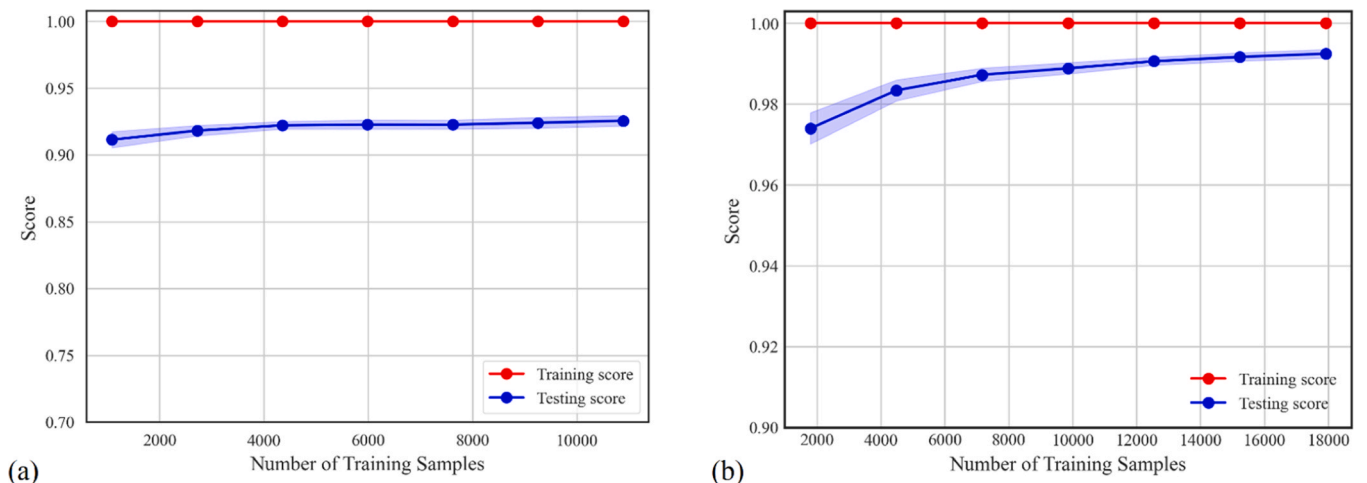 1.00
0.95
0.90
0.85
0.80
0.75
0.70
Score
2000 4000 6000 8000 10000
Number of Training Samples
Training score
Testing score
(a)
1.00
0.98
0.96
0.94
0.92
0.90
Score
2000 4000 6000 8000 10000 12000 14000 16000 18000
Number of Training Samples
Training score
Testing score
(b)